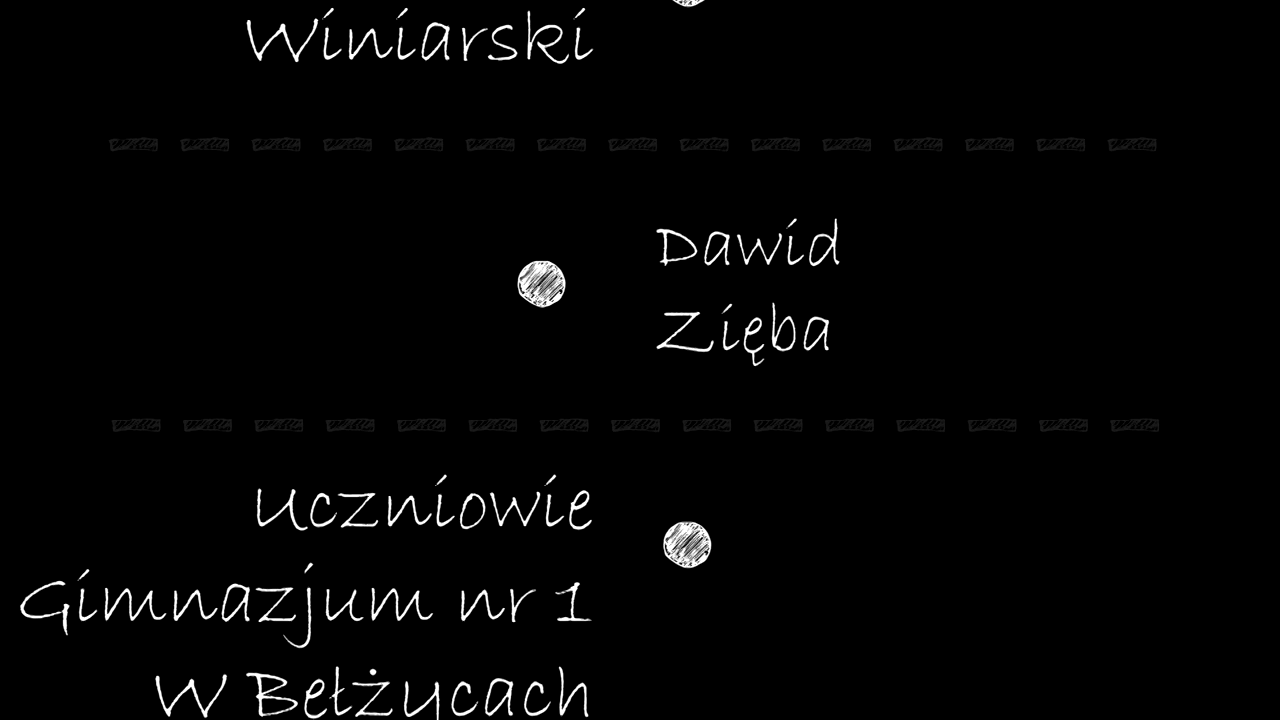 Winiarski
Dawid
Zięba
Uczniowie
Gimnazjum nr 1
W Bełżycach